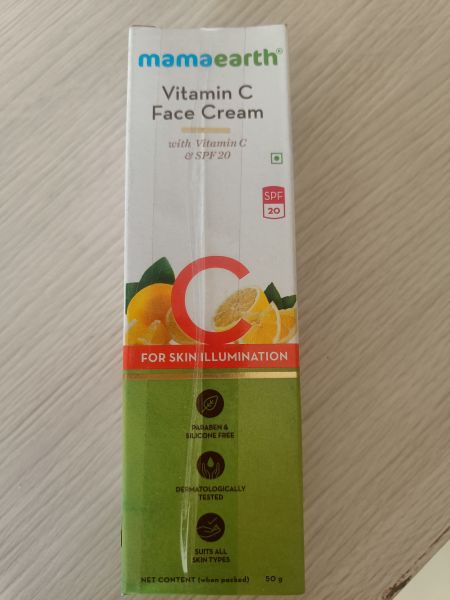 mamaearth®
Vitamin C
Face Cream
with Vitamin C
& SPF 20
SPF
20
C
FOR SKIN ILLUMINATION
PARABEN &
SILICONE FREE
DERMATOLOGICALLY
TESTED
SUITS ALL
SKIN TYPES
NET CONTENT (when packed) 50 g